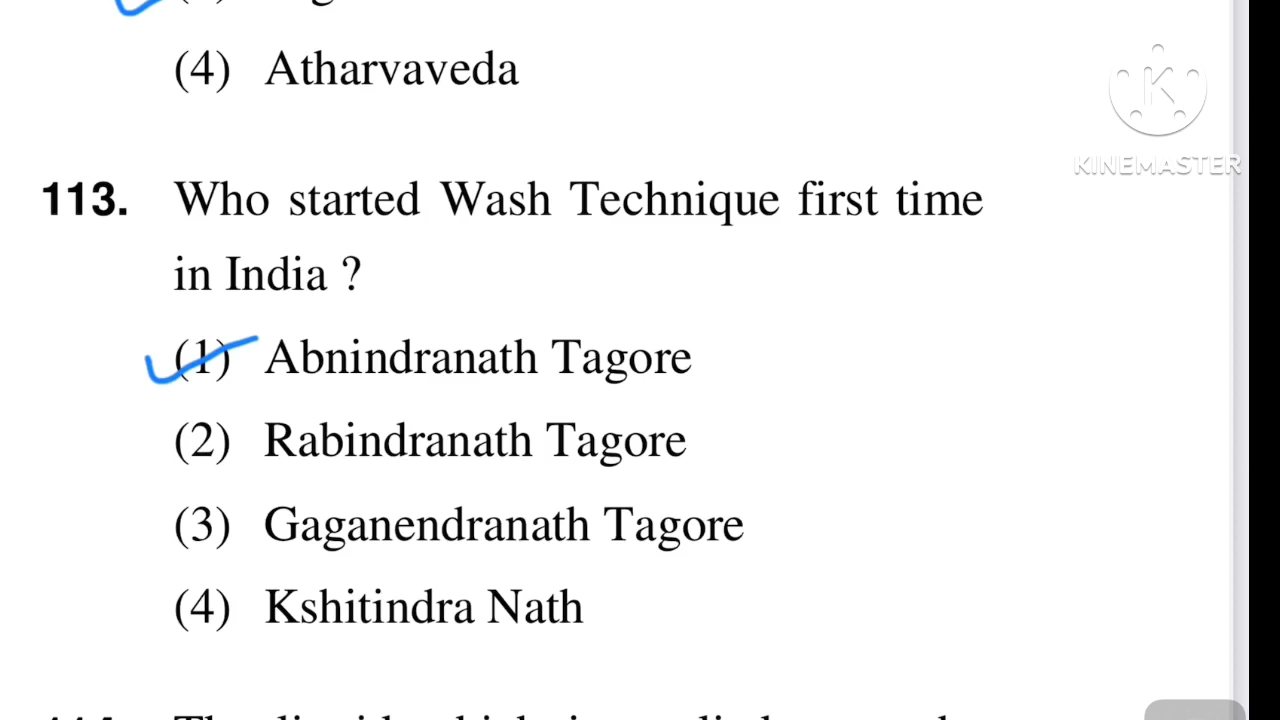 (4) Atharvaveda
KINEMASTER
113. Who started Wash Technique first time
in India ?
(1) Abnindranath Tagore
(2) Rabindranath Tagore
(3) Gaganendranath Tagore
(4) Kshitindra Nath